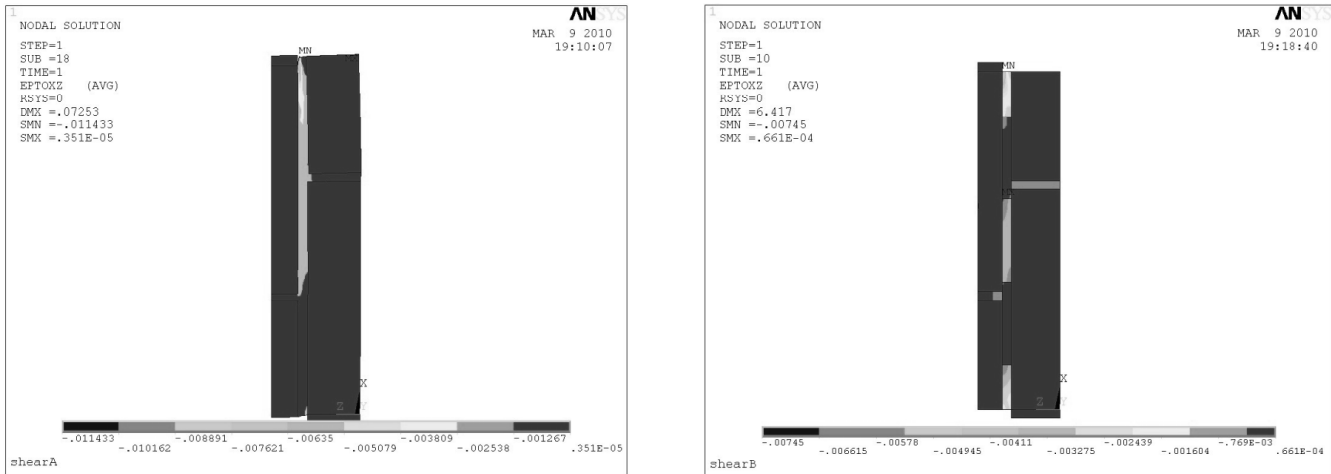 1
ANSYS
NODAL SOLUTION
MAR 9 2010
19:10:07
STEP=1
SUB =18
TIME=1
EPTOXZ (AVG)
RSYS=0
DMX =.07253
SMN =-.011433
SMX =.351E-05
MN
MX
X
Z Y
-.011433 -.008891 -.00635 -.003809 -.001267
-.010162 -.007621 -.005079 -.002538 .351E-05
shearA
1
ANSYS
NODAL SOLUTION
MAR 9 2010
19:18:40
STEP=1
SUB =10
TIME=1
EPTOXZ (AVG)
RSYS=0
DMX =6.417
SMN =-.00745
SMX =.661E-04
MN
MX
X
Z Y
-.00745 -.00578 -.00411 -.002439 -.769E-03
-.006615 -.004945 -.003275 -.001604 .661E-04
shearB